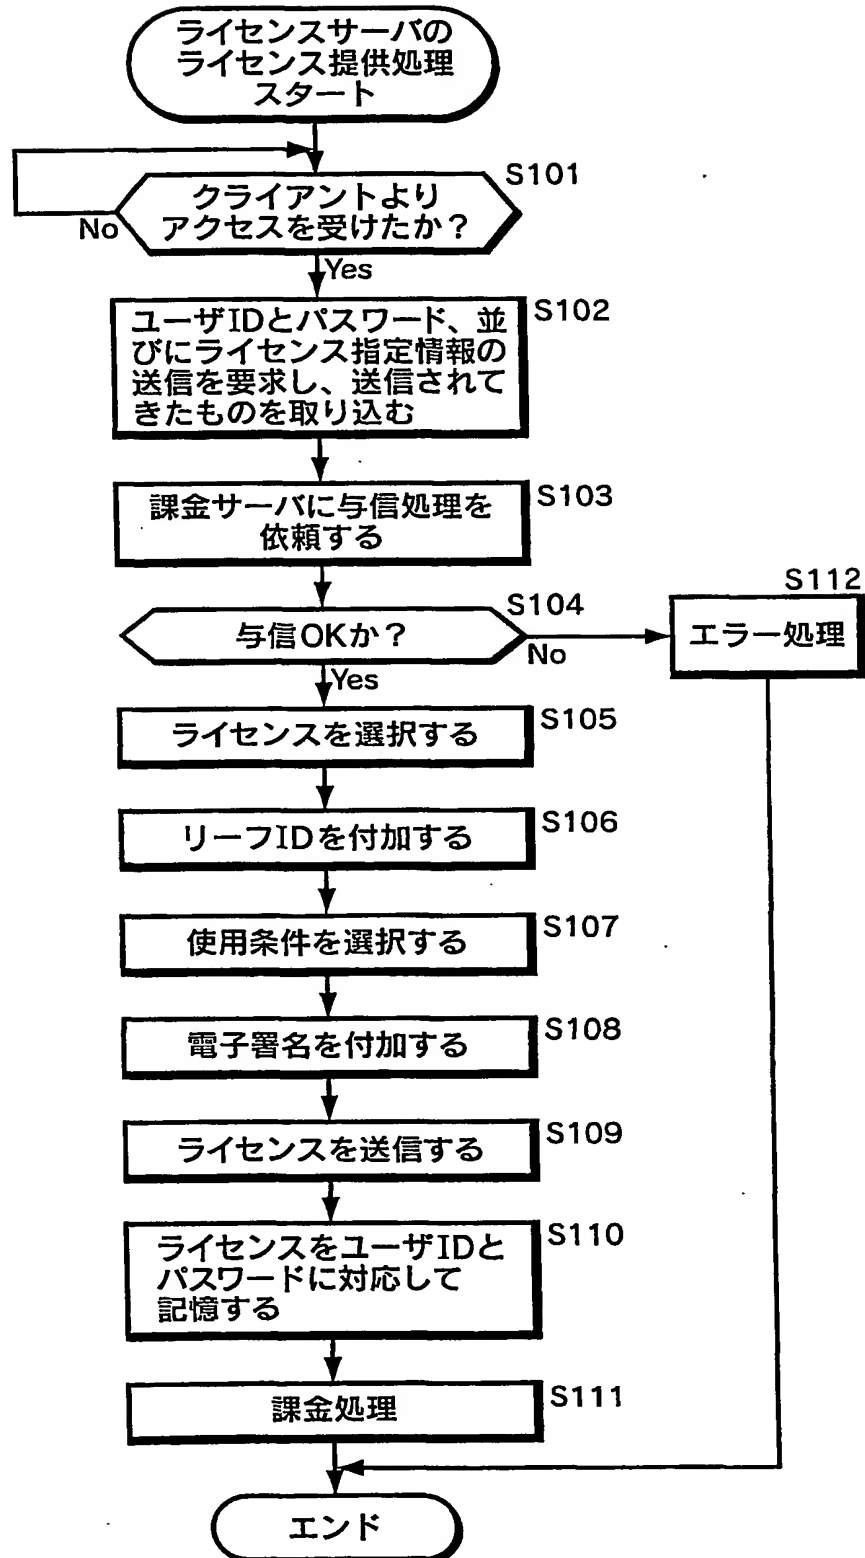 ライセンスサーバの
ライセンス提供処理
スタート
S101
クライアントより
アクセスを受けたか?
No
Yes
S102
ユーザIDとパスワード、並
びにライセンス指定情報の
送信を要求し、送信されて
きたものを取り込む
S103
課金サーバに与信処理を
依頼する
S104
与信OKか?
No
S112
エラー処理
Yes
S105
ライセンスを選択する
S106
リーフIDを付加する
S107
使用条件を選択する
S108
電子署名を付加する
S109
ライセンスを送信する
S110
ライセンスをユーザIDと
パスワードに対応して
記憶する
S111
課金処理
エンド